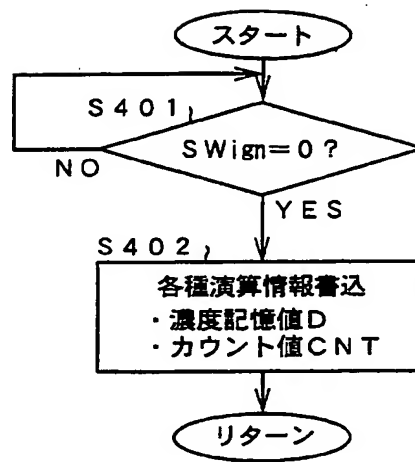 スタート
S401
SWign=0?
NO
YES
S402
各種演算情報書込
・濃度記憶値D
・カウント値CNT
リターン